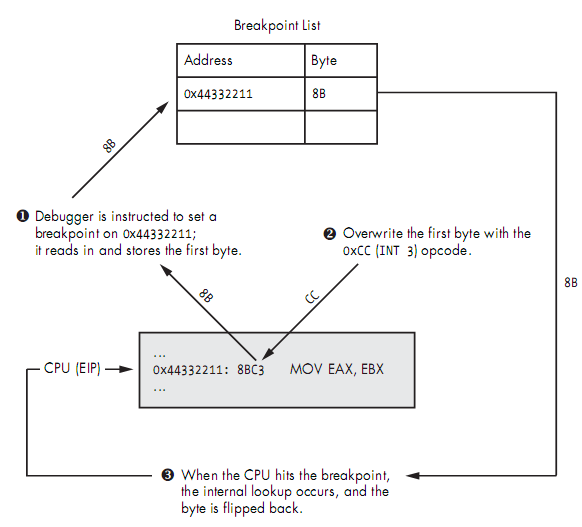 Breakpoint List
Address Byte
0x44332211 8B
8B
❶ Debugger is instructed to set a
breakpoint on 0x44332211;
it reads in and stores the first byte.
❷ Overwrite the first byte with the
0xCC (INT 3) opcode.
8B
8B
CC
...
CPU (EIP)
0x44332211: 8BC3 MOV EAX, EBX
...
❸ When the CPU hits the breakpoint,
the internal lookup occurs, and the
byte is flipped back.